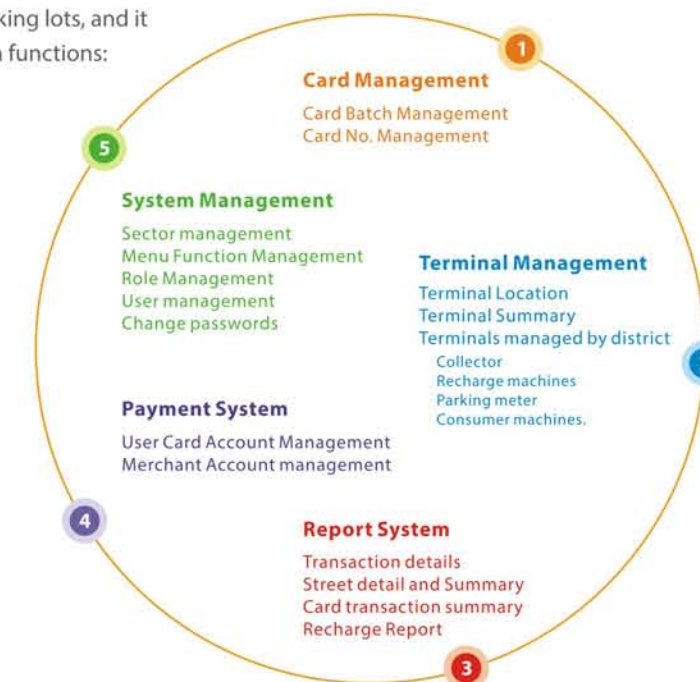 lots, and it
functions:
1
Card Management
Card Batch Management
Card No. Management
5
System Management
Sector management
Menu Function Management
Role Management
User management
Change passwords
Terminal Management
Terminal Location
Terminal Summary
Terminals managed by district
Collector
Recharge machines
Parking meter
Consumer machines.
Payment System
User Card Account Management
Merchant Account management
4
Report System
Transaction details
Street detail and Summary
Card transaction summary
Recharge Report
3